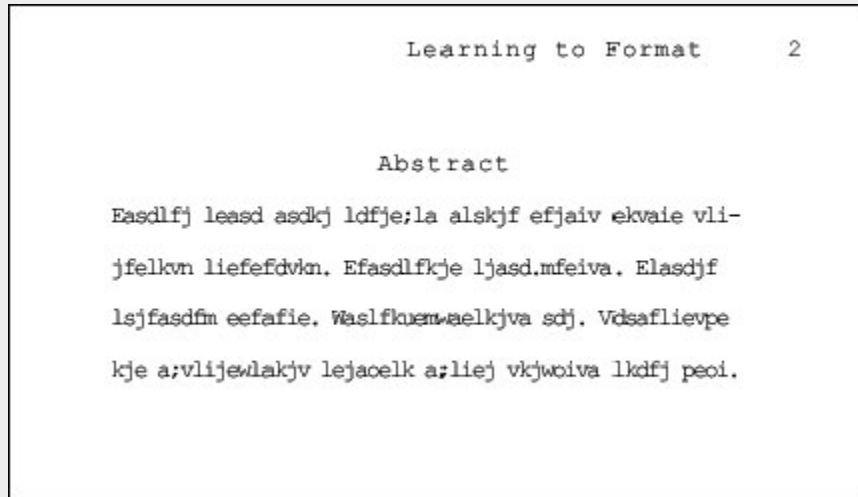 Learning to Format 2
Abstract
Easdlfj leasd asdkj ldfje;la alskjf efjaiv ekvaie vli-
jfelkvn liefefdvkn. Efasdlfkje ljasd.mfeiva. Elasdjf
lsjfasdfm eefafie. Waslfkuemwaelkjva sdj. Vdsaflievpe
kje a;vlijewlakjv lejaoelk a;liej vkjwoiva lkdfj peoi.